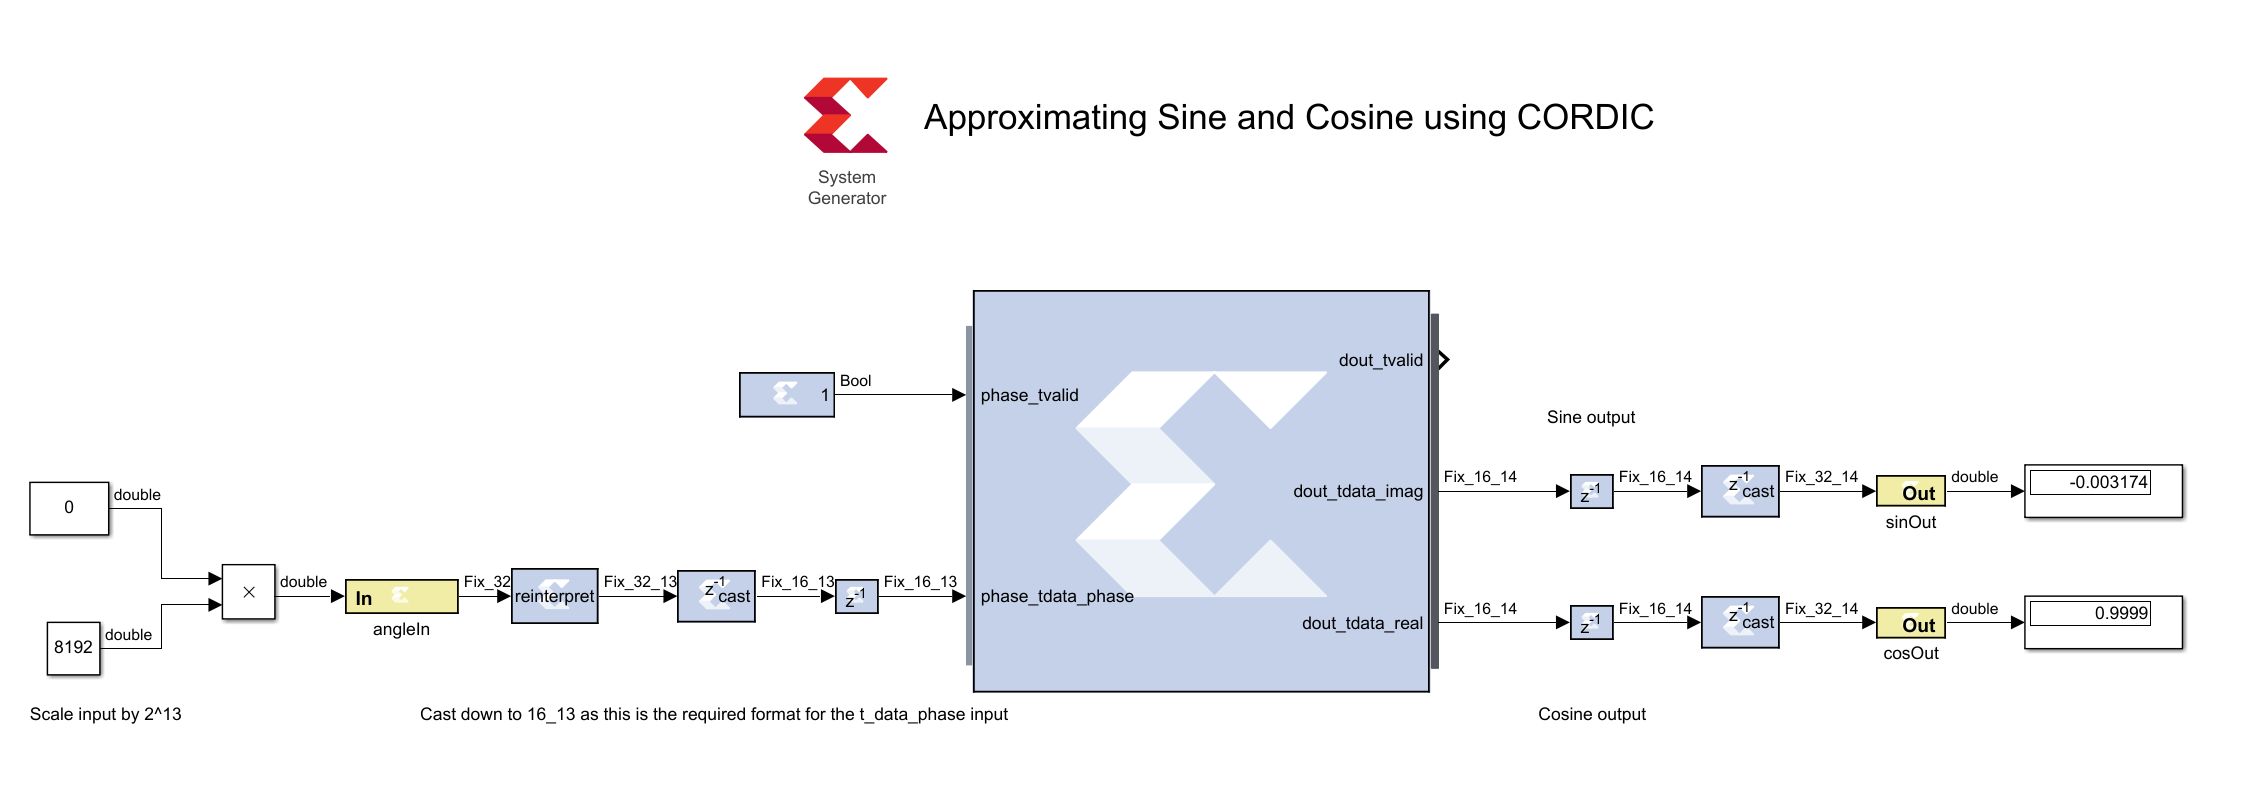 Approximating Sine and Cosine using CORDIC
System
Generator
dout_tvalid
Bool
1
phase_tvalid
Sine output
double
0
Fix_16_14
z-1
Fix_16_14
z-1
cast
Fix_32_14
Out
double
-0.003174
dout_tdata_imag
sinOut
double
×
double
8192
In
angleIn
Fix_32
reinterpret
Fix_32_13
z-1
cast
Fix_16_13
z-1
Fix_16_13
phase_tdata_phase
dout_tdata_real
Fix_16_14
z-1
Fix_16_14
z-1
cast
Fix_32_14
Out
double
0.9999
cosOut
Scale input by 2^13
Cast down to 16_13 as this is the required format for the t_data_phase input
Cosine output